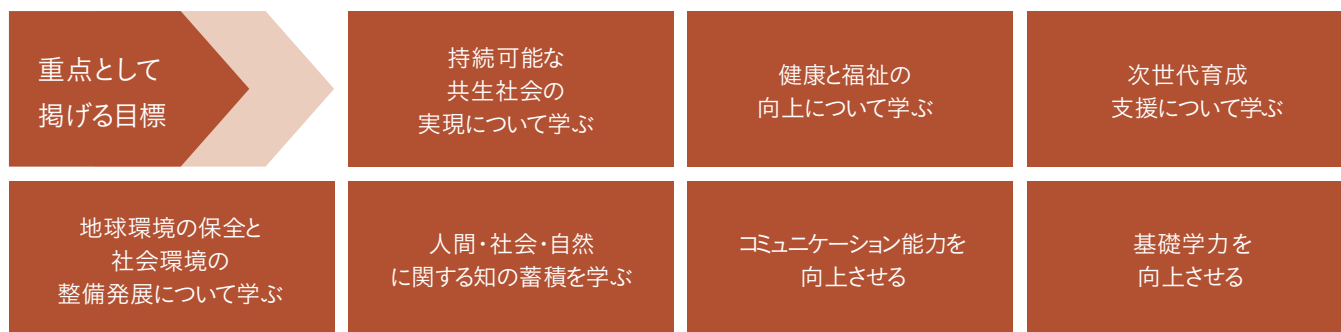 重点として
掲げる目標
持続可能な
共生社会の
実現について学ぶ
健康と福祉の
向上について学ぶ
次世代育成
支援について学ぶ
地球環境の保全と
社会環境の
整備発展について学ぶ
人間・社会・自然
に関する知の蓄積を学ぶ
コミュニケーション能力を
向上させる
基礎学力を
向上させる